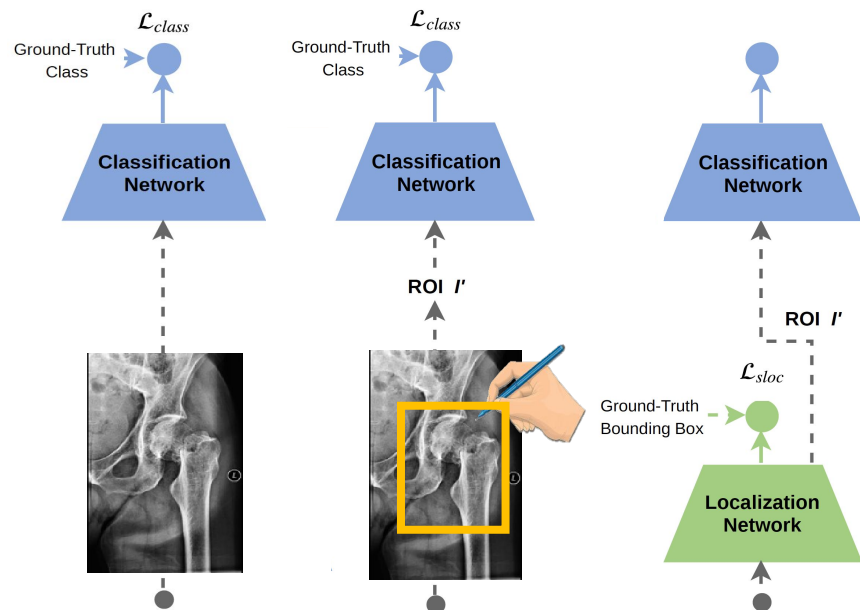 ℒclass
Ground-Truth
Class
Classification
Network
ℒclass
Ground-Truth
Class
Classification
Network
ROI I'
L
Classification
Network
ROI I'
ℒsloc
Ground-Truth
Bounding Box
Localization
Network
L